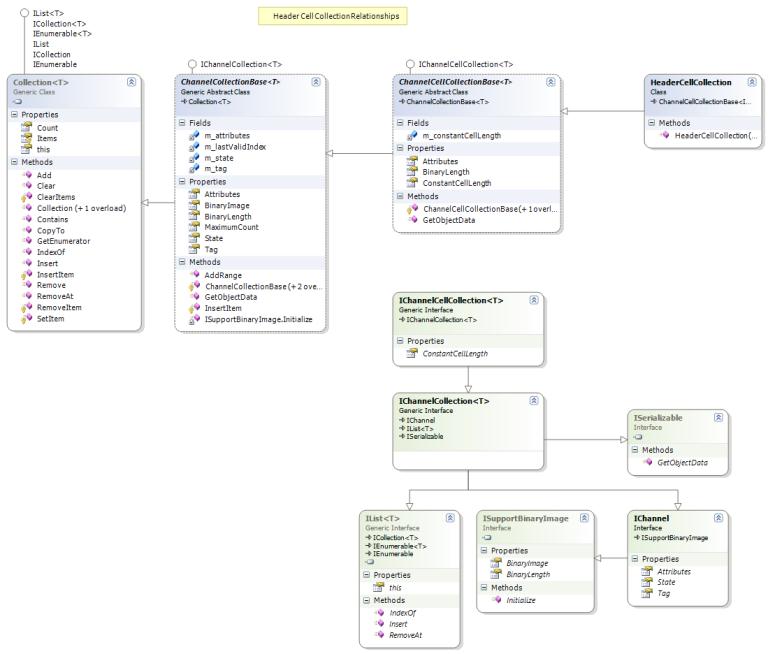 HeaderCellCollection Relationships
IList<T>
ICollection<T>
IEnumerable<T>
IList
ICollection
IEnumerable
Collection<T>
Generic Class
Properties
Count
Items
this
Methods
Add
Clear
ClearItems
Collection (+ 1 overload)
Contains
CopyTo
GetEnumerator
IndexOf
Insert
InsertItem
Remove
RemoveAt
RemoveItem
SetItem
IChannelCollection<T>
ChannelCollectionBase<T>
Generic Abstract Class
Collection<T>
Fields
m_attributes
m_lastValidIndex
m_state
m_tag
Properties
Attributes
BinaryImage
BinaryLength
MaximumCount
State
Tag
Methods
AddRange
ChannelCollectionBase (+ 2 ove...
GetObjectData
InsertItem
ISupportBinaryImage.Initialize
IChannelCellCollection<T>
ChannelCellCollectionBase<T>
Generic Abstract Class
ChannelCollectionBase<T>
Fields
m_constantCellLength
Properties
Attributes
BinaryLength
ConstantCellLength
Methods
ChannelCellCollectionBase (+ 1 overl...
GetObjectData
HeaderCellCollection
Class
ChannelCellCollectionBase<I...
Methods
HeaderCellCollection(...
IChannelCellCollection<T>
Generic Interface
IChannelCollection<T>
Properties
ConstantCellLength
IChannelCollection<T>
Generic Interface
IChannel
IList<T>
ISerializable
ISerializable
Interface
Methods
GetObjectData
IList<T>
Generic Interface
ICollection<T>
IEnumerable<T>
IEnumerable
Properties
this
Methods
IndexOf
Insert
RemoveAt
ISupportBinaryImage
Interface
Properties
BinaryImage
BinaryLength
Methods
Initialize
IChannel
Interface
ISupportBinaryImage
Properties
Attributes
State
Tag